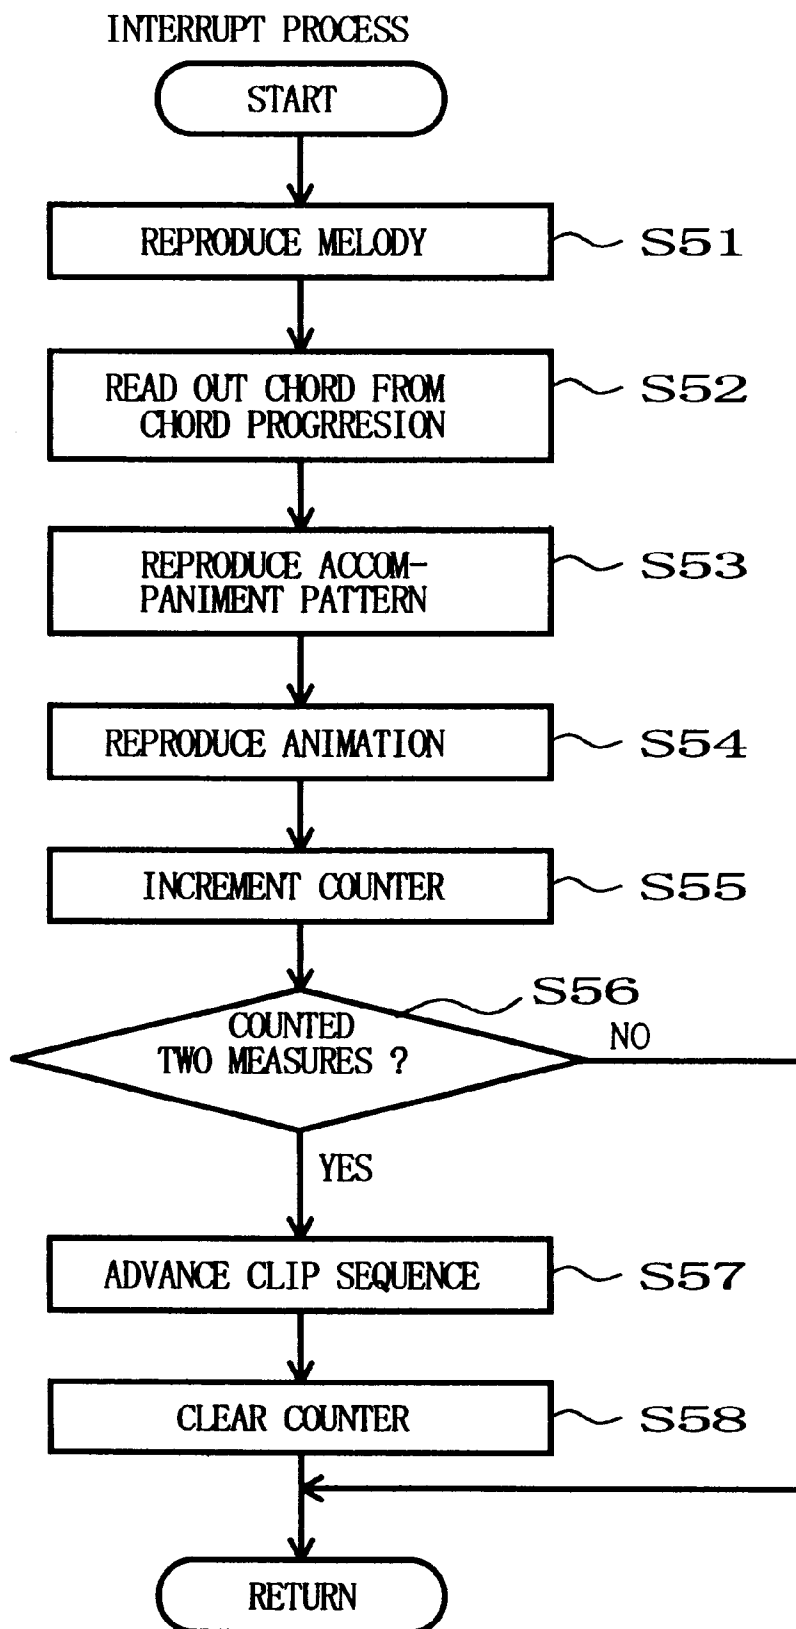 INTERRUPT PROCESS
START
REPRODUCE MELODY
S51
READ OUT CHORD FROM
CHORD PROGRRESION
S52
REPRODUCE ACCOM-
PANIMENT PATTERN
S53
REPRODUCE ANIMATION
S54
INCREMENT COUNTER
S55
S56
COUNTED
TWO MEASURES ?
NO
YES
ADVANCE CLIP SEQUENCE
S57
CLEAR COUNTER
S58
RETURN